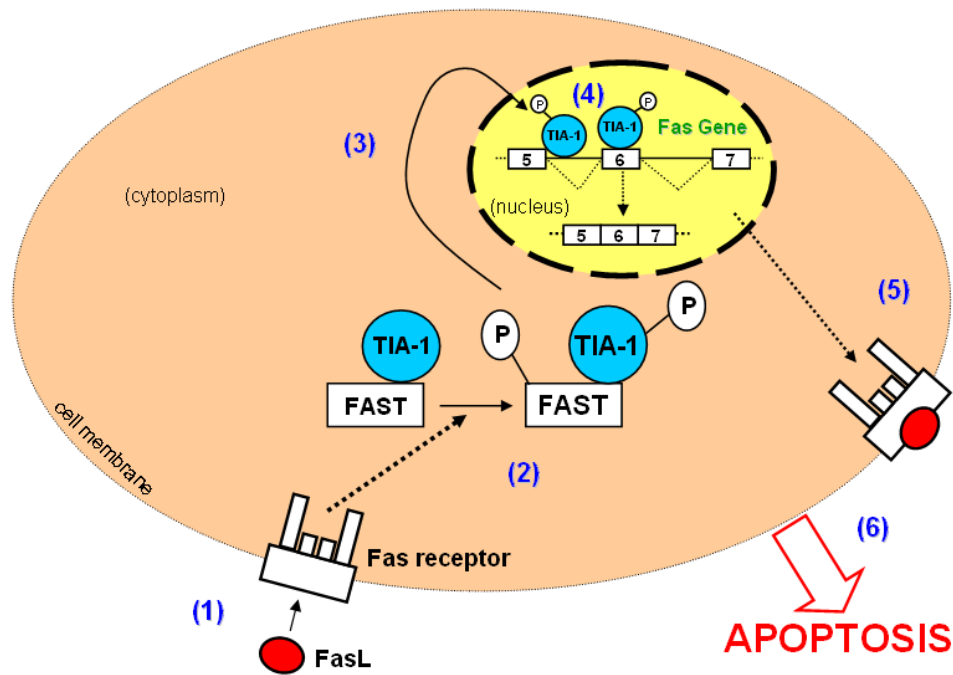 (4)
P
P
TIA-1
TIA-1
Fas Gene
5
6
7
(3)
(cytoplasm)
(nucleus)
5 6 7
(5)
P
P
TIA-1
TIA-1
FAST
FAST
cell membrane
(2)
(6)
Fas receptor
(1)
APOPTOSIS
FasL